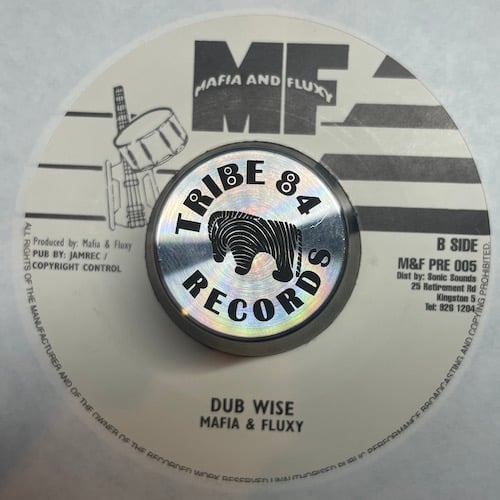 MF
MAFIA AND FLUXY
TRIBE 84
RECORDS
Produced by: Mafia & Fluxy
PUB BY: JAMREC /
COPYRIGHT CONTROL
B SIDE
M&F PRE 005
Dist by: Sonic Sounds
25 Retirement Rd
Kingston 5
Tel: 926 1204
DUB WISE
MAFIA & FLUXY
ALL RIGHTS OF THE MANUFACTURER AND OF THE OWNER OF THE RECORDED WORK RESERVED UNAUTHORISED PUBLIC PERFORMANCE BROADCASTING AND COPYING PROHIBITED.